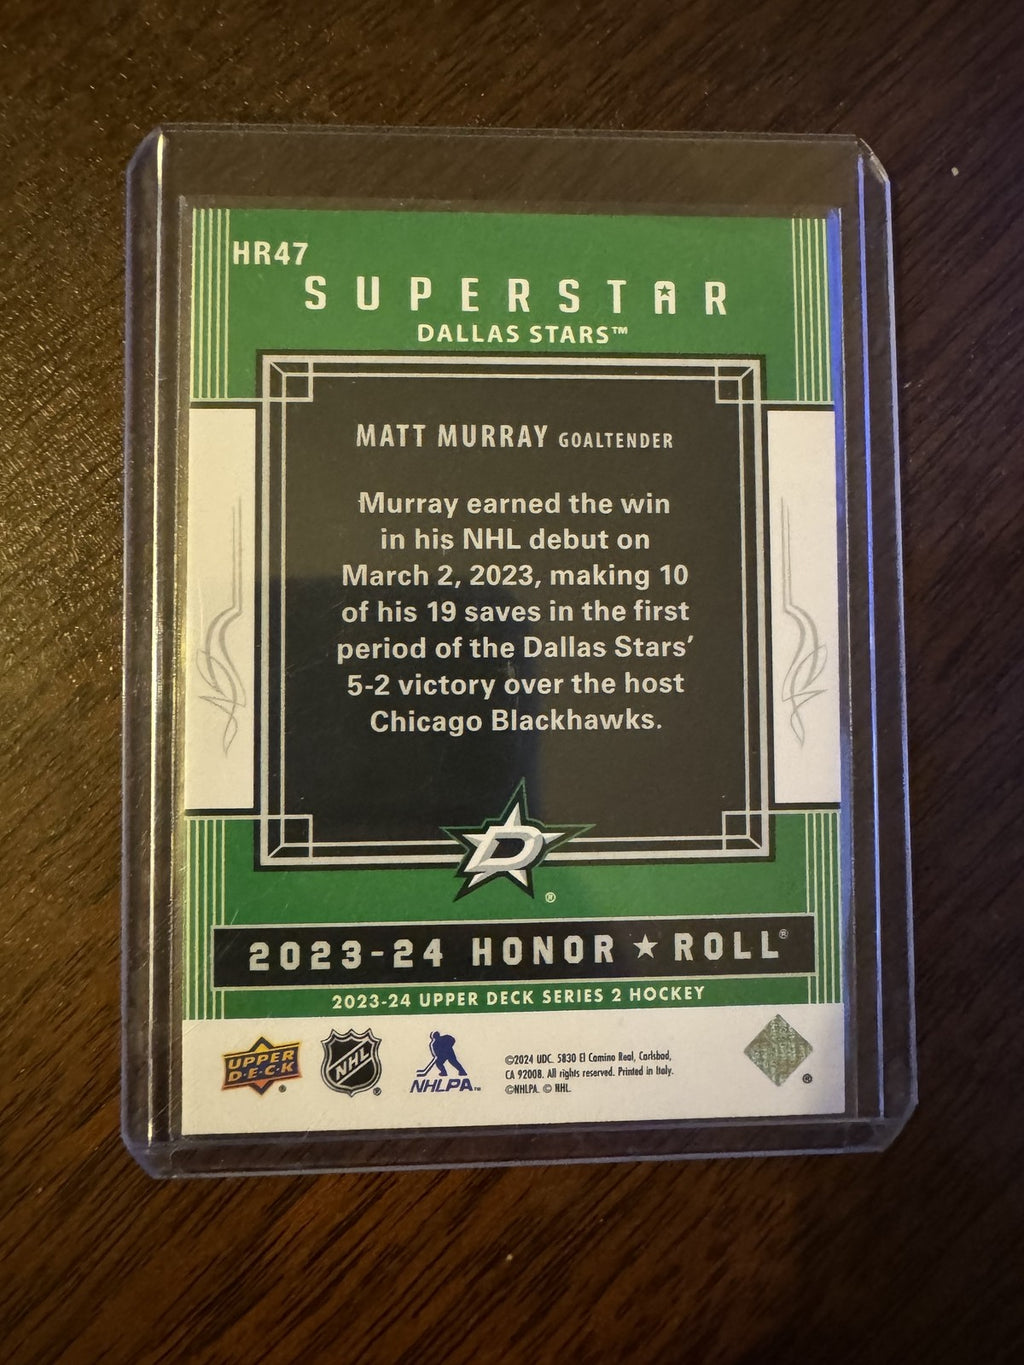 HR47
SUPERSTAR
DALLAS STARS™
MATT MURRAY GOALTENDER
Murray earned the win
in his NHL debut on
March 2, 2023, making 10
of his 19 saves in the first
period of the Dallas Stars'
5-2 victory over the host
Chicago Blackhawks.
D
®
2023-24 HONOR ★ ROLL®
2023-24 UPPER DECK SERIES 2 HOCKEY
UPPER DECK®
NHL®
NHLPA™
©2024 UDC. 5830 El Camino Real, Carlsbad,
CA 92008. All rights reserved. Printed in Italy.
©NHLPA. © NHL.
®